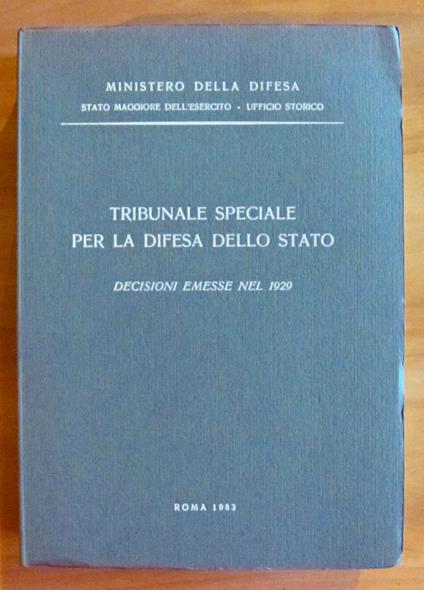 MINISTERO DELLA DIFESA
STATO MAGGIORE DELL'ESERCITO - UFFICIO STORICO
TRIBUNALE SPECIALE
PER LA DIFESA DELLO STATO
DECISIONI EMESSE NEL 1929
ROMA 1983